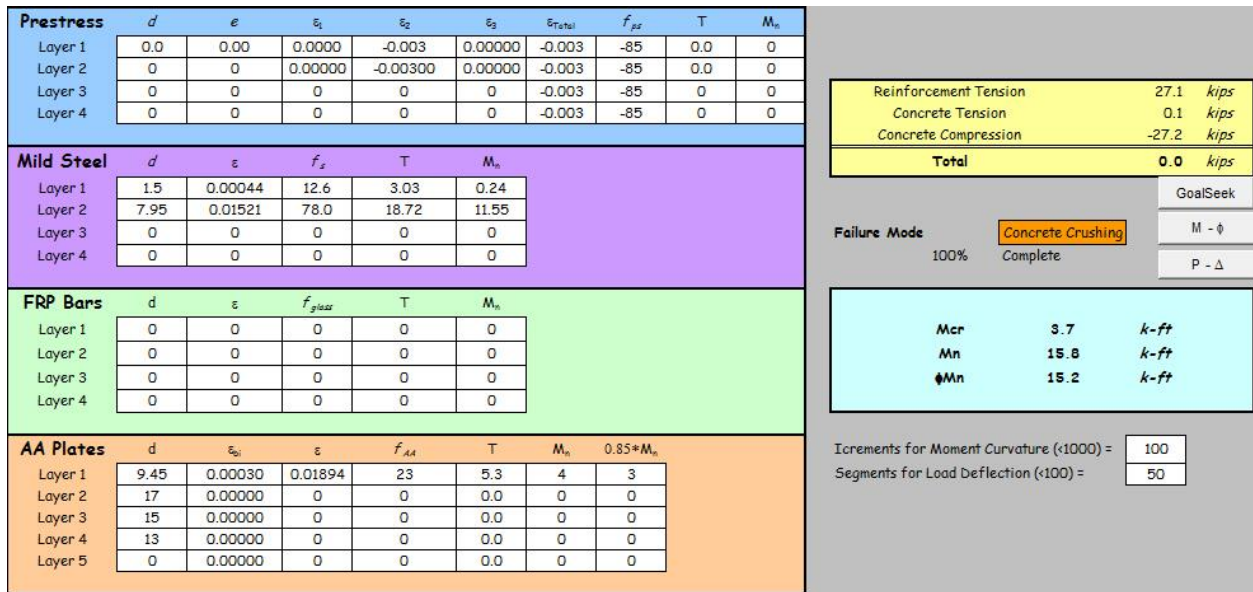 Prestress d e ε1 ε2 ε3 εTotal fps T Mn
Layer 1 0.0 0.00 0.0000 -0.003 0.00000 -0.003 -85 0.0 0
Layer 2 0 0 0.00000 -0.00300 0.00000 -0.003 -85 0.0 0
Layer 3 0 0 0 0 0 -0.003 -85 0 0
Layer 4 0 0 0 0 0 -0.003 -85 0 0
Mild Steel d ε fs T Mn
Layer 1 1.5 0.00044 12.6 3.03 0.24
Layer 2 7.95 0.01521 78.0 18.72 11.55
Layer 3 0 0 0 0 0
Layer 4 0 0 0 0 0
FRP Bars d ε fglass T Mn
Layer 1 0 0 0 0 0
Layer 2 0 0 0 0 0
Layer 3 0 0 0 0 0
Layer 4 0 0 0 0 0
AA Plates d εbi ε fAA T Mn 0.85*Mn
Layer 1 9.45 0.00030 0.01894 23 5.3 4 3
Layer 2 17 0.00000 0 0 0.0 0 0
Layer 3 15 0.00000 0 0 0.0 0 0
Layer 4 13 0.00000 0 0 0.0 0 0
Layer 5 0 0.00000 0 0 0.0 0 0
Reinforcement Tension 27.1 kips
Concrete Tension 0.1 kips
Concrete Compression -27.2 kips
Total 0.0 kips
GoalSeek
Failure Mode Concrete Crushing M - ϕ
100% Complete
P - Δ
Mcr 3.7 k-ft
Mn 15.8 k-ft
ϕMn 15.2 k-ft
Icrements for Moment Curvature (<1000) = 100
Segments for Load Deflection (<100) = 50